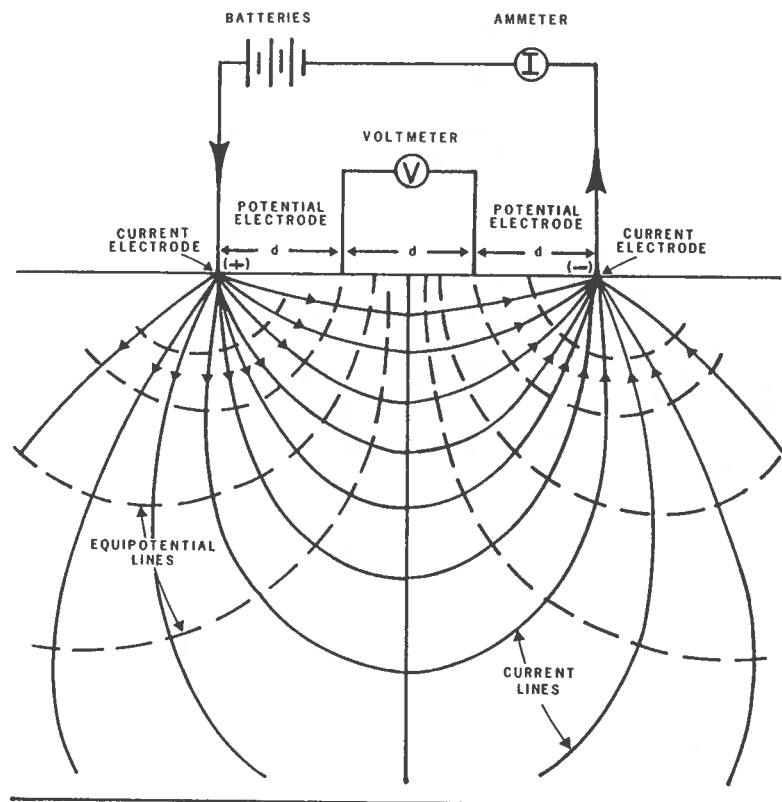 BATTERIES
AMMETER
I
VOLTMETER
V
POTENTIAL
ELECTRODE
POTENTIAL
ELECTRODE
CURRENT
ELECTRODE
CURRENT
ELECTRODE
d
d
d
(+)
(-)
EQUIPOTENTIAL
LINES
CURRENT
LINES